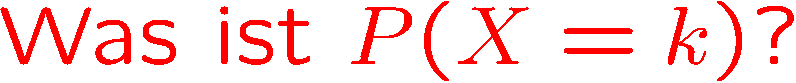 Was ist P(X = k)?